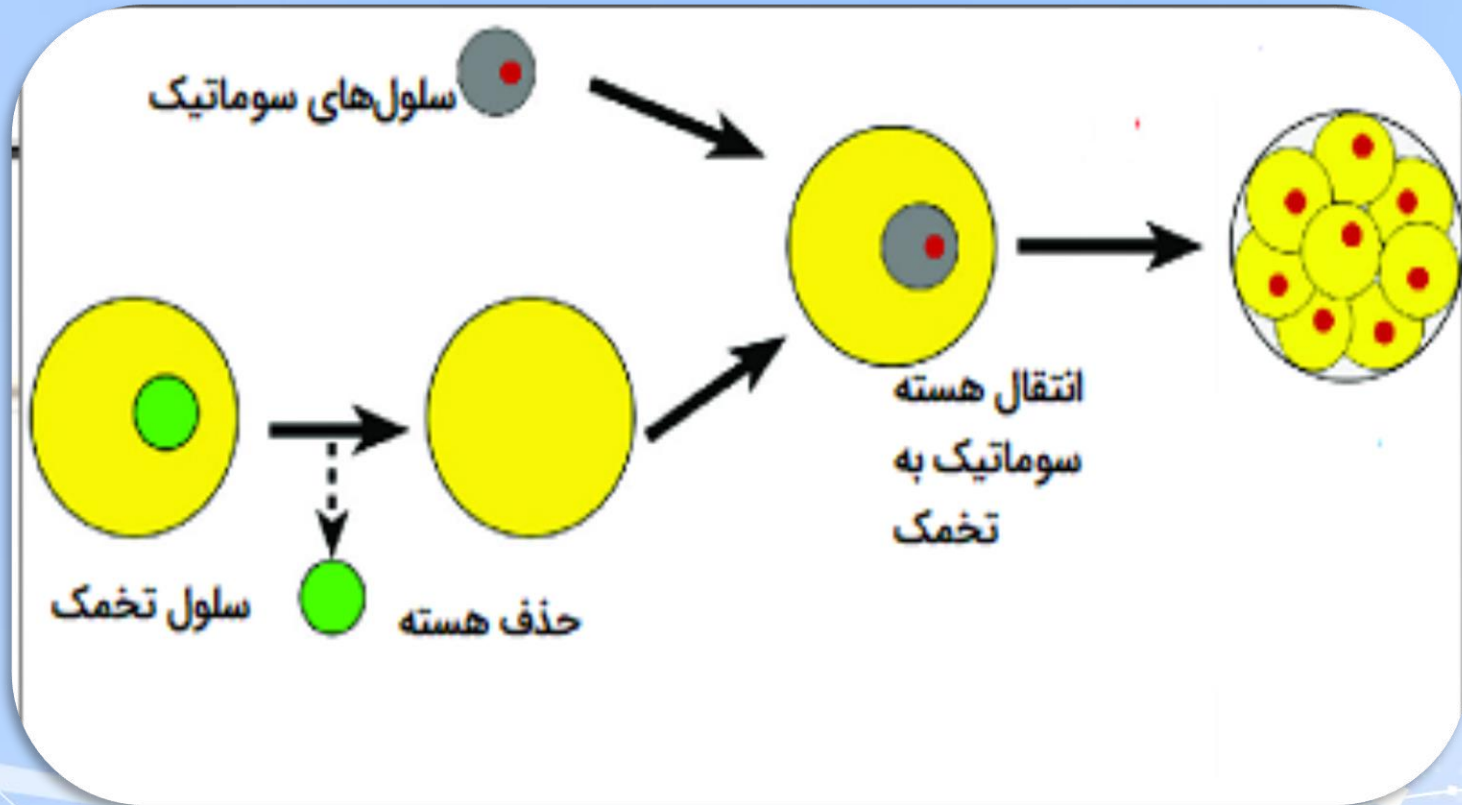 سلول‌های سوماتیک
انتقال هسته
سوماتیک به
تخمک
سلول تخمک
حذف هسته